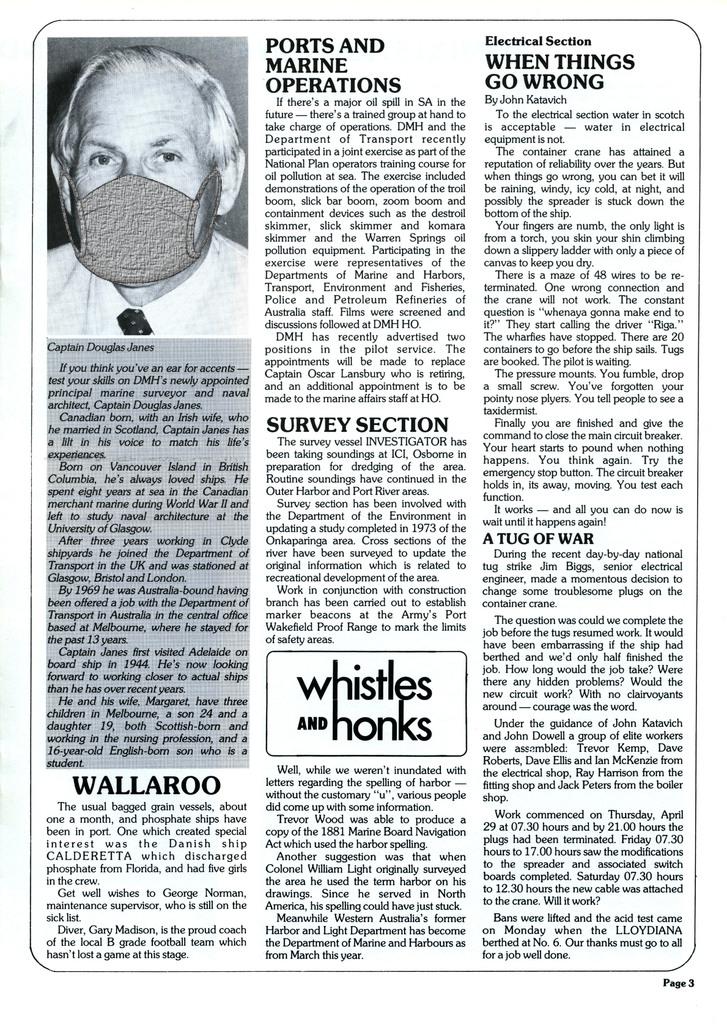 Captain Douglas Janes
If you think you've an ear for accents —
test your skills on DMH's newly appointed
principal marine surveyor and naval
architect, Captain Douglas Janes.
Canadian born, with an Irish wife, who
he married in Scotland, Captain Janes has
a lilt in his voice to match his life's
experiences.
Born on Vancouver Island in British
Columbia, he's always loved ships. He
spent eight years at sea in the Canadian
merchant marine during World War II and
left to study naval architecture at the
University of Glasgow.
After three years working in Clyde
shipyards he joined the Department of
Transport in the UK and was stationed at
Glasgow, Bristol and London.
By 1969 he was Australia-bound having
been offered a job with the Department of
Transport in Australia in the central office
based at Melbourne, where he stayed for
the past 13 years.
Captain Janes first visited Adelaide on
board ship in 1944. He's now looking
forward to working closer to actual ships
than he has over recent years.
He and his wife, Margaret, have three
children in Melbourne, a son 24 and a
daughter 19, both Scottish-born and
working in the nursing profession, and a
16-year-old English-born son who is a
student.
WALLAROO
The usual bagged grain vessels, about
one a month, and phosphate ships have
been in port. One which created special
interest was the Danish ship
CALDERETTA which discharged
phosphate from Florida, and had five girls
in the crew.
Get well wishes to George Norman,
maintenance supervisor, who is still on the
sick list.
Diver, Gary Madison, is the proud coach
of the local B grade football team which
hasn't lost a game at this stage.
PORTS AND
MARINE
OPERATIONS
If there's a major oil spill in SA in the
future — there's a trained group at hand to
take charge of operations. DMH and the
Department of Transport recently
participated in a joint exercise as part of the
National Plan operators training course for
oil pollution at sea. The exercise included
demonstrations of the operation of the troil
boom, slick bar boom, zoom boom and
containment devices such as the destroil
skimmer, slick skimmer and komara
skimmer and the Warren Springs oil
pollution equipment. Participating in the
exercise were representatives of the
Departments of Marine and Harbors,
Transport, Environment and Fisheries,
Police and Petroleum Refineries of
Australia staff. Films were screened and
discussions followed at DMH HO.
DMH has recently advertised two
positions in the pilot service. The
appointments will be made to replace
Captain Oscar Lansbury who is retiring,
and an additional appointment is to be
made to the marine affairs staff at HO.
SURVEY SECTION
The survey vessel INVESTIGATOR has
been taking soundings at ICI, Osborne in
preparation for dredging of the area.
Routine soundings have continued in the
Outer Harbor and Port River areas.
Survey section has been involved with
the Department of the Environment in
updating a study completed in 1973 of the
Onkaparinga area. Cross sections of the
river have been surveyed to update the
original information which is related to
recreational development of the area.
Work in conjunction with construction
branch has been carried out to establish
marker beacons at the Army's Port
Wakefield Proof Range to mark the limits
of safety areas.
whistles
AND honks
Well, while we weren't inundated with
letters regarding the spelling of harbor —
without the customary "u", various people
did come up with some information.
Trevor Wood was able to produce a
copy of the 1881 Marine Board Navigation
Act which used the harbor spelling.
Another suggestion was that when
Colonel William Light originally surveyed
the area he used the term harbor on his
drawings. Since he served in North
America, his spelling could have just stuck.
Meanwhile Western Australia's former
Harbor and Light Department has become
the Department of Marine and Harbours as
from March this year.
Electrical Section
WHEN THINGS
GO WRONG
By John Katavich
To the electrical section water in scotch
is acceptable — water in electrical
equipment is not.
The container crane has attained a
reputation of reliability over the years. But
when things go wrong, you can bet it will
be raining, windy, icy cold, at night, and
possibly the spreader is stuck down the
bottom of the ship.
Your fingers are numb, the only light is
from a torch, you skin your shin climbing
down a slippery ladder with only a piece of
canvas to keep you dry.
There is a maze of 48 wires to be re-
terminated. One wrong connection and
the crane will not work. The constant
question is "whenaya gonna make end to
it?" They start calling the driver "Riga."
The wharfies have stopped. There are 20
containers to go before the ship sails. Tugs
are booked. The pilot is waiting.
The pressure mounts. You fumble, drop
a small screw. You've forgotten your
pointy nose plyers. You tell people to see a
taxidermist.
Finally you are finished and give the
command to close the main circuit breaker.
Your heart starts to pound when nothing
happens. You think again. Try the
emergency stop button. The circuit breaker
holds in, its away, moving. You test each
function.
It works — and all you can do now is
wait until it happens again!
A TUG OF WAR
During the recent day-by-day national
tug strike Jim Biggs, senior electrical
engineer, made a momentous decision to
change some troublesome plugs on the
container crane.
The question was could we complete the
job before the tugs resumed work. It would
have been embarrassing if the ship had
berthed and we'd only half finished the
job. How long would the job take? Were
there any hidden problems? Would the
new circuit work? With no clairvoyants
around — courage was the word.
Under the guidance of John Katavich
and John Dowell a group of elite workers
were assembled: Trevor Kemp, Dave
Roberts, Dave Ellis and Ian McKenzie from
the electrical shop, Ray Harrison from the
fitting shop and Jack Peters from the boiler
shop.
Work commenced on Thursday, April
29 at 07.30 hours and by 21.00 hours the
plugs had been terminated. Friday 07.30
hours to 17.00 hours saw the modifications
to the spreader and associated switch
boards completed. Saturday 07.30 hours
to 12.30 hours the new cable was attached
to the crane. Will it work?
Bans were lifted and the acid test came
on Monday when the LLOYDIANA
berthed at No. 6. Our thanks must go to all
for a job well done.
Page 3